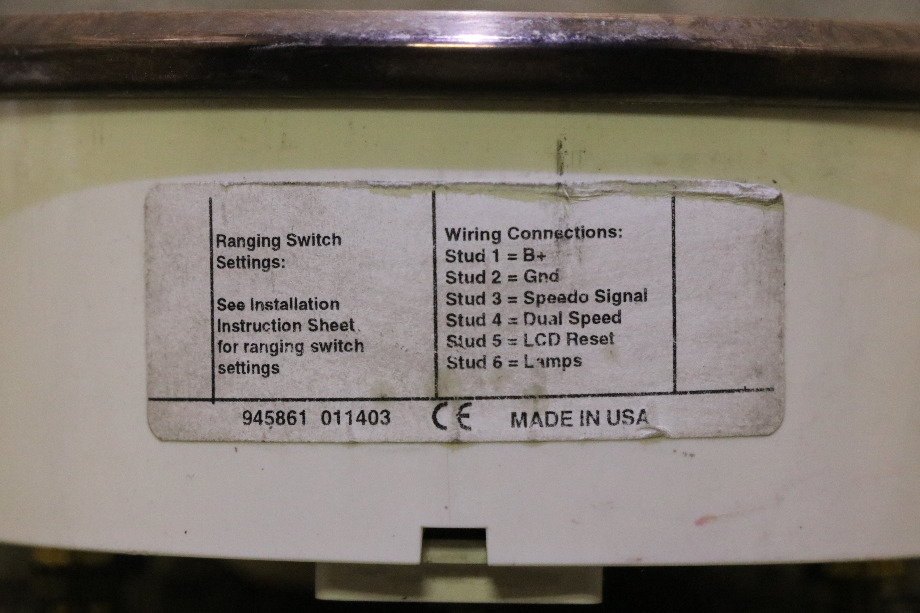 Ranging Switch
Settings:
See Installation
Instruction Sheet
for ranging switch
settings
Wiring Connections:
Stud 1 = B+
Stud 2 = Gnd
Stud 3 = Speedo Signal
Stud 4 = Dual Speed
Stud 5 = LCD Reset
Stud 6 = Lamps
945861 011403 CE MADE IN USA